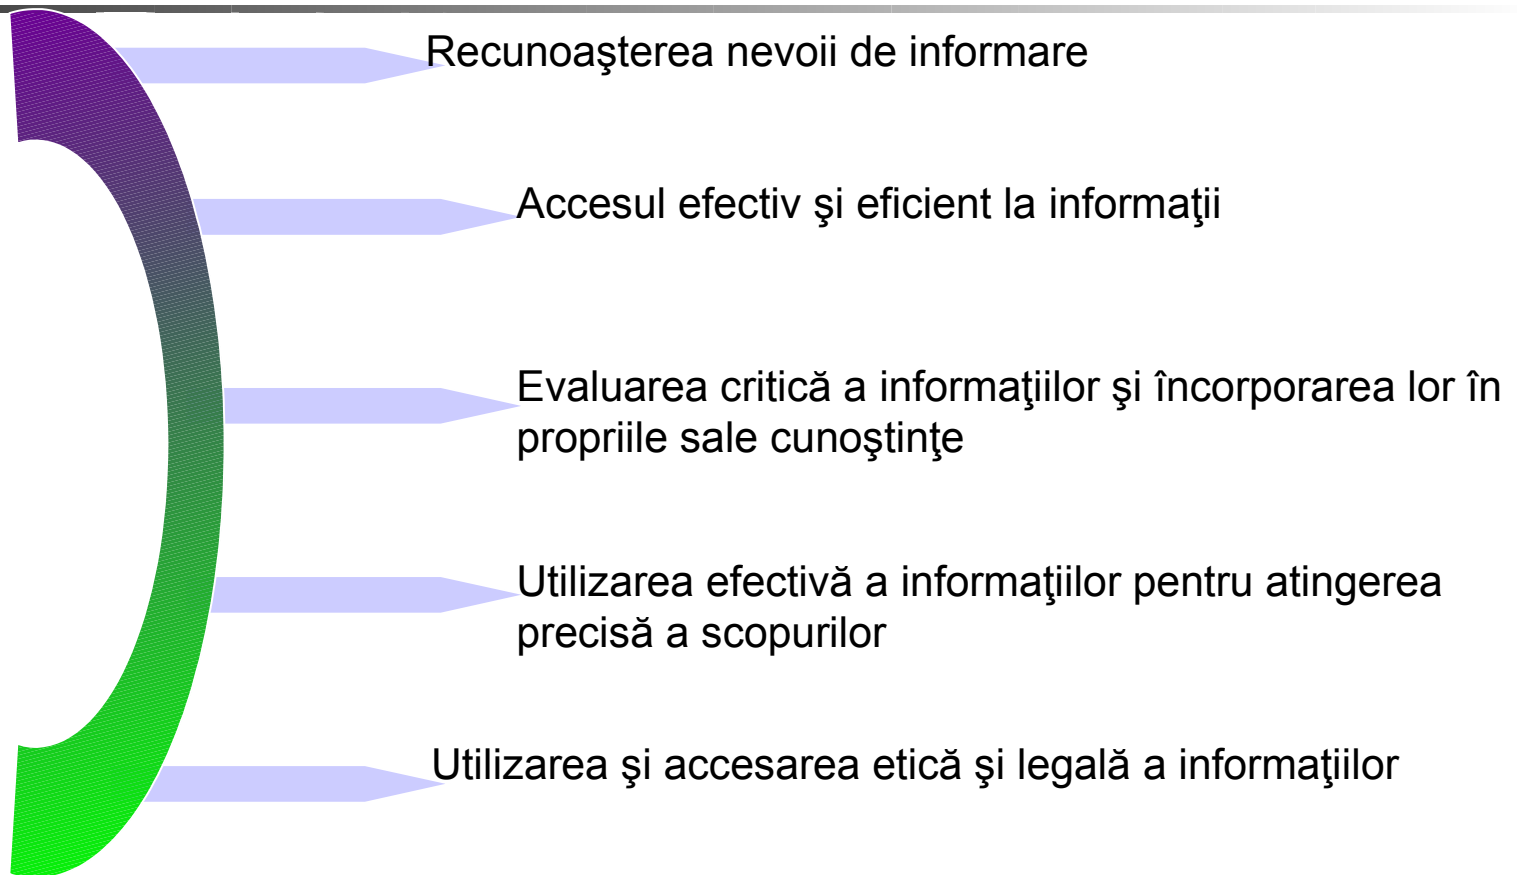 Recunoaşterea nevoii de informare
Accesul efectiv şi eficient la informaţii
Evaluarea critică a informaţiilor şi încorporarea lor în
propriile sale cunoştinţe
Utilizarea efectivă a informaţiilor pentru atingerea
precisă a scopurilor
Utilizarea şi accesarea etică şi legală a informaţiilor